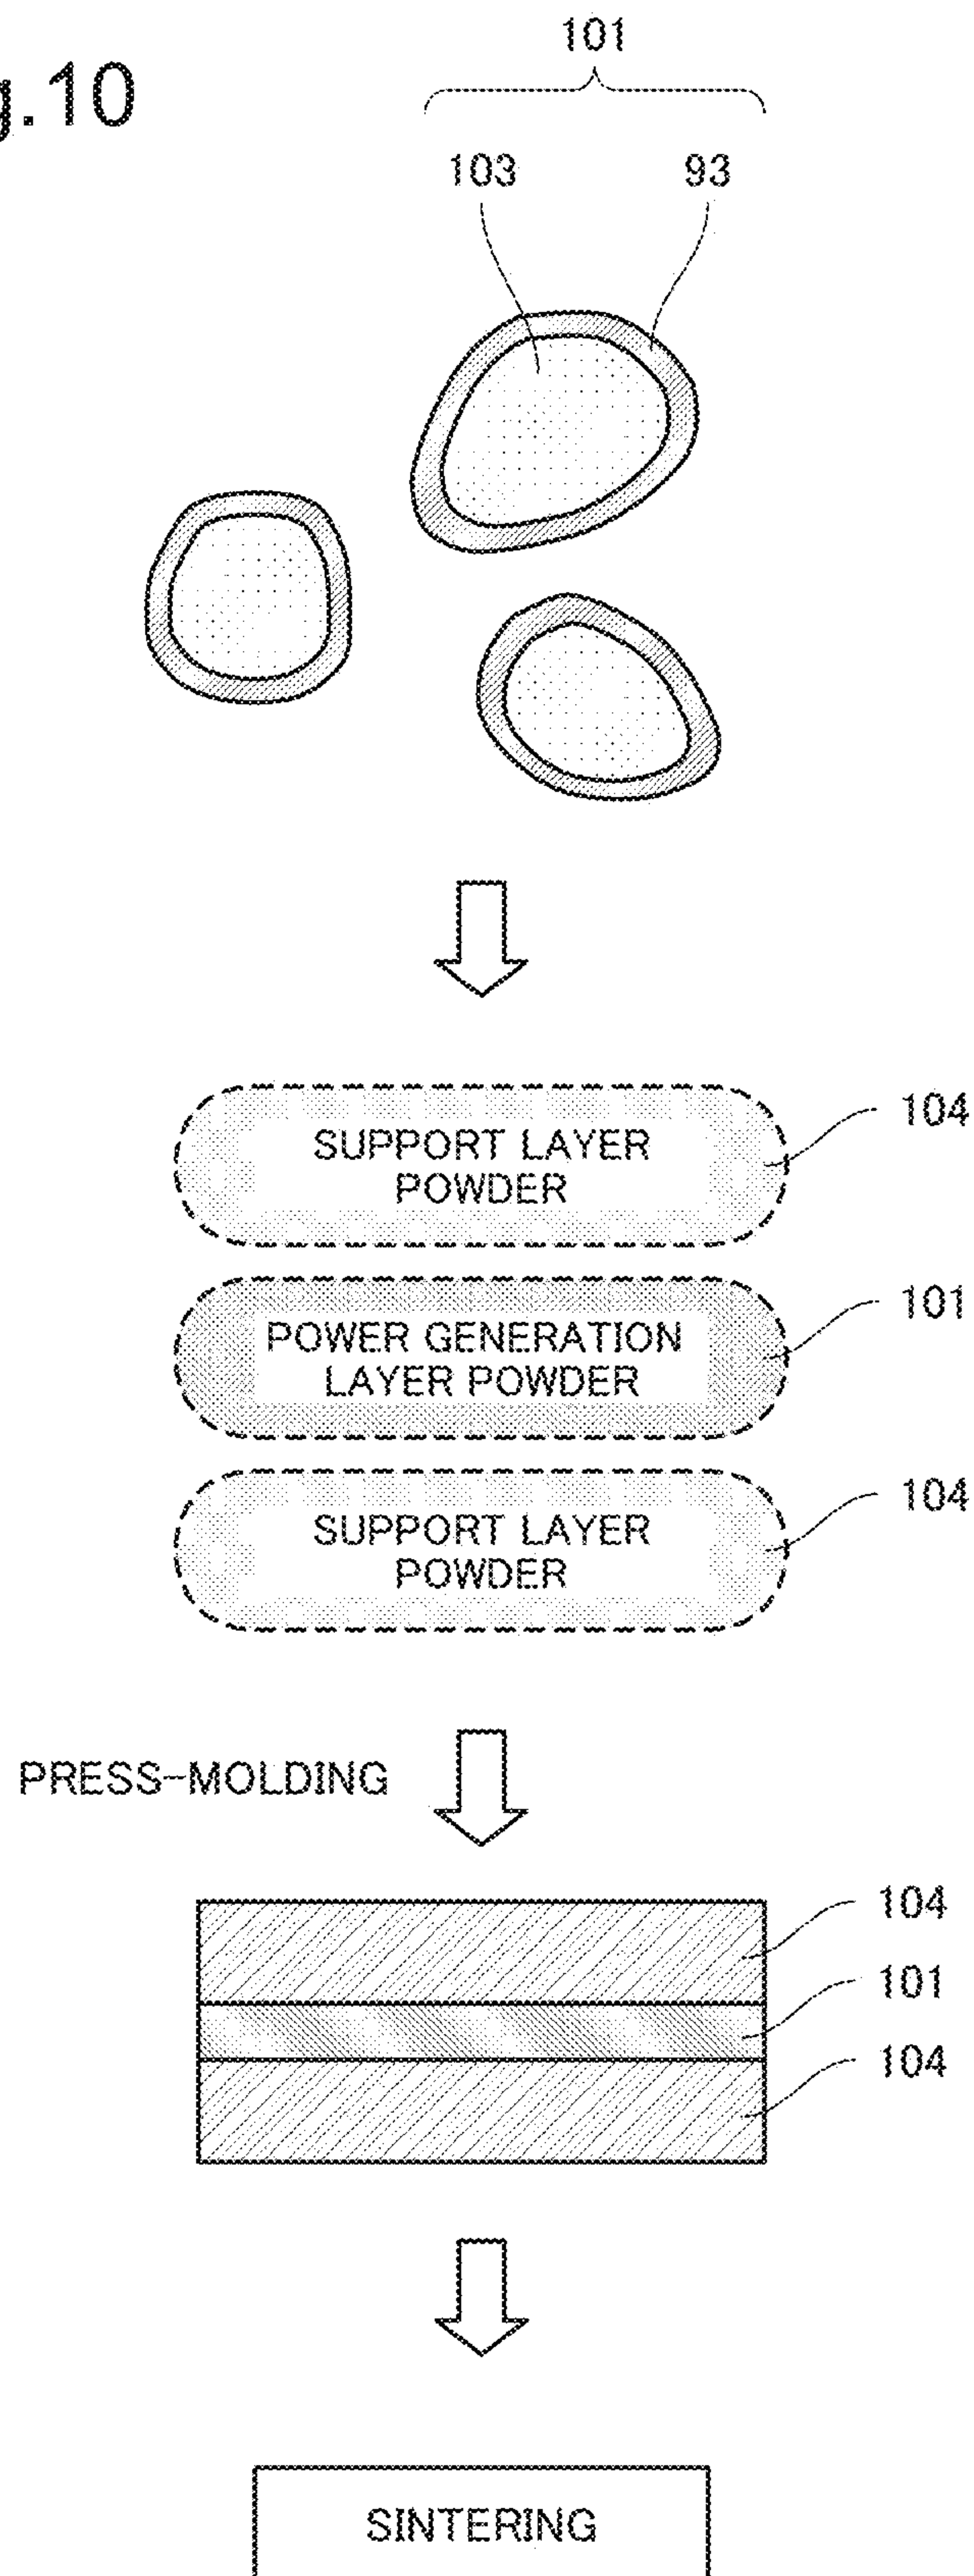 g.10
101
103 93
SUPPORT LAYER
POWDER
104
POWER GENERATION
LAYER POWDER
101
SUPPORT LAYER
POWDER
104
PRESS-MOLDING
104
101
104
SINTERING